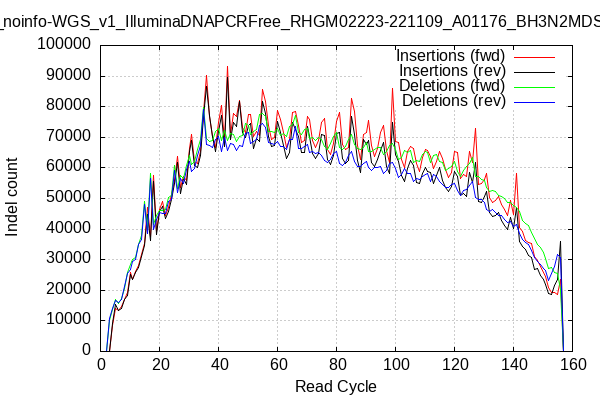 _noinfo-WGS_v1_IlluminaDNAPCRFree_RHGM02223-221109_A01176_BH3N2MDS
Insertions (fwd)
Insertions (rev)
Deletions (fwd)
Deletions (rev)
100000
90000
80000
70000
60000
50000
40000
30000
20000
10000
0
Indel count
0 20 40 60 80 100 120 140 160
Read Cycle